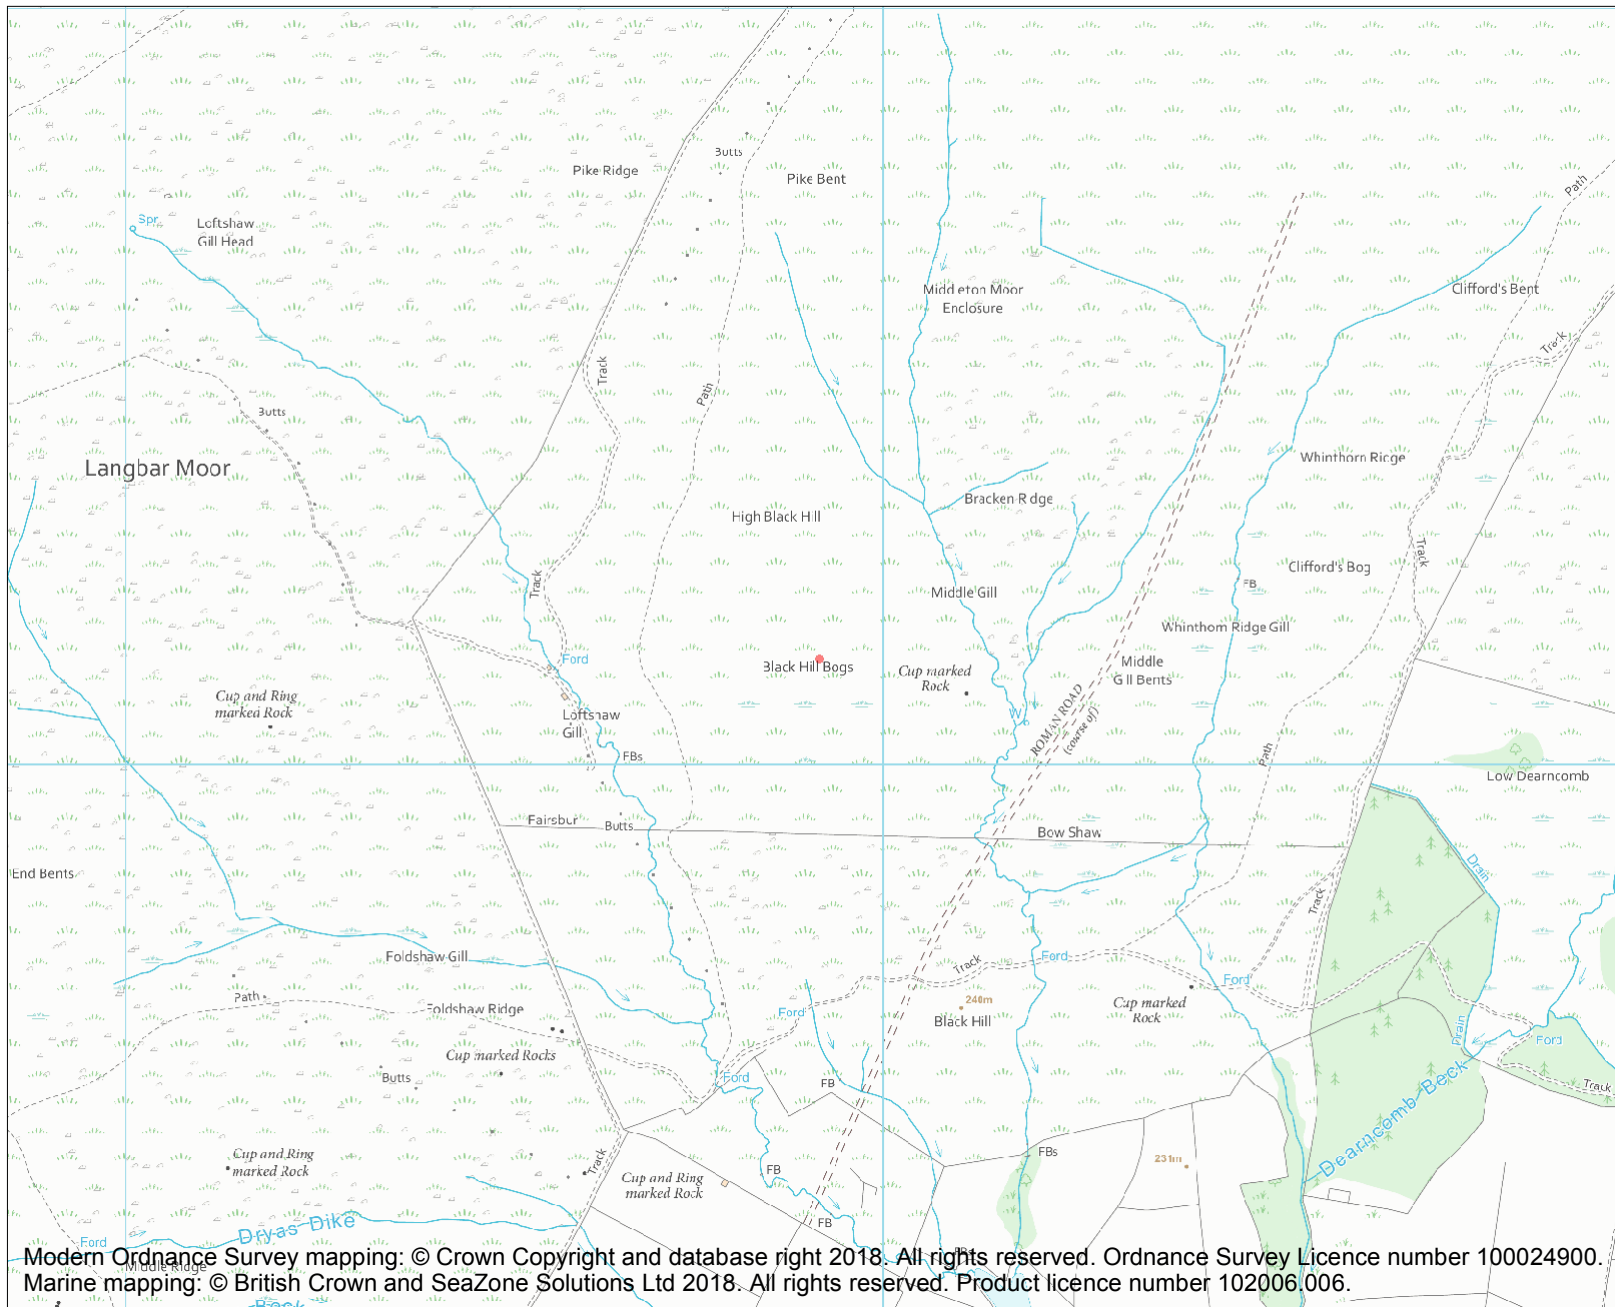 Path
Butts
Pike Ridge
Pike Bent
Spr
Loftshaw
Gill Head
Middleton Moor
Enclosure
Clifford's Bent
Track
Track
Path
Butts
Langbar Moor
Whinthorn Ridge
Bracken Ridge
High Black Hill
Track
Track
Clifford's Bog
FB
Middle Gill
Whinthorn Ridge Gill
Ford
Black Hill Bogs
Cup marked
Rock
Middle
Gill Bents
Cup and Ring
marked Rock
Loftshaw
Gill
W
ROMAN ROAD
(course of)
Path
FBs
Low Dearncomb
Fairsbur
Butts
Bow Shaw
End Bents
Drain
Track
Foldshaw Gill
Track
Ford
Ford
Path
Foldshaw Ridge
Ford
240m
Black Hill
Cup marked
Rock
Drain
Ford
Cup marked Rocks
Butts
Ford
FB
Track
Dearncomb Beck
Cup and Ring
marked Rock
Track
Cup and Ring
marked Rock
FB
FBs
231m
FB
Dryas Dike
Ford
FBs
Modern Ordnance Survey mapping: © Crown Copyright and database right 2018. All rights reserved. Ordnance Survey Licence number 100024900.
Middle Ridge
Marine mapping: © British Crown and SeaZone Solutions Ltd 2018. All rights reserved. Product licence number 102006.006.
Beck